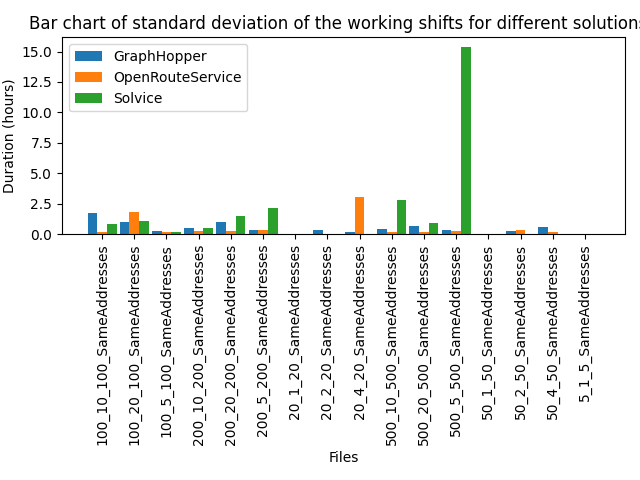 Bar chart of standard deviation of the working shifts for different solutions
GraphHopper
OpenRouteService
Solvice
Duration (hours)
15.0
12.5
10.0
7.5
5.0
2.5
0.0
100_10_100_SameAddresses
100_20_100_SameAddresses
100_5_100_SameAddresses
200_10_200_SameAddresses
200_20_200_SameAddresses
200_5_200_SameAddresses
20_1_20_SameAddresses
20_2_20_SameAddresses
20_4_20_SameAddresses
500_10_500_SameAddresses
500_20_500_SameAddresses
500_5_500_SameAddresses
50_1_50_SameAddresses
50_2_50_SameAddresses
50_4_50_SameAddresses
5_1_5_SameAddresses
Files